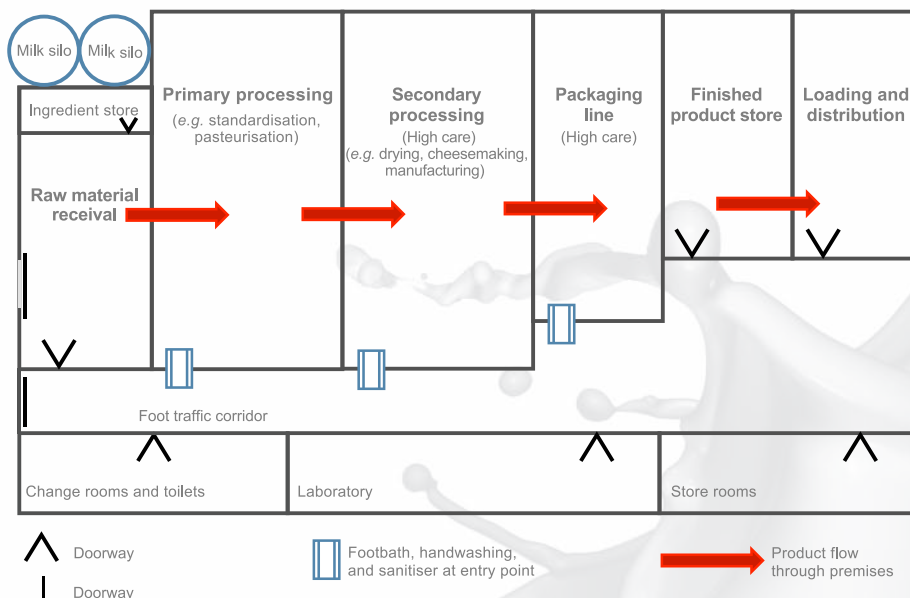 Milk silo
Milk silo
Ingredient store
Primary processing
(e.g. standardisation,
pasteurisation)
Secondary
processing
(High care)
(e.g. drying, cheesemaking,
manufacturing)
Packaging
line
(High care)
Finished
product store
Loading and
distribution
Raw material
receival
Foot traffic corridor
Change rooms and toilets
Laboratory
Store rooms
Doorway
Footbath, handwashing,
and sanitiser at entry point
Product flow
through premises
Doorway